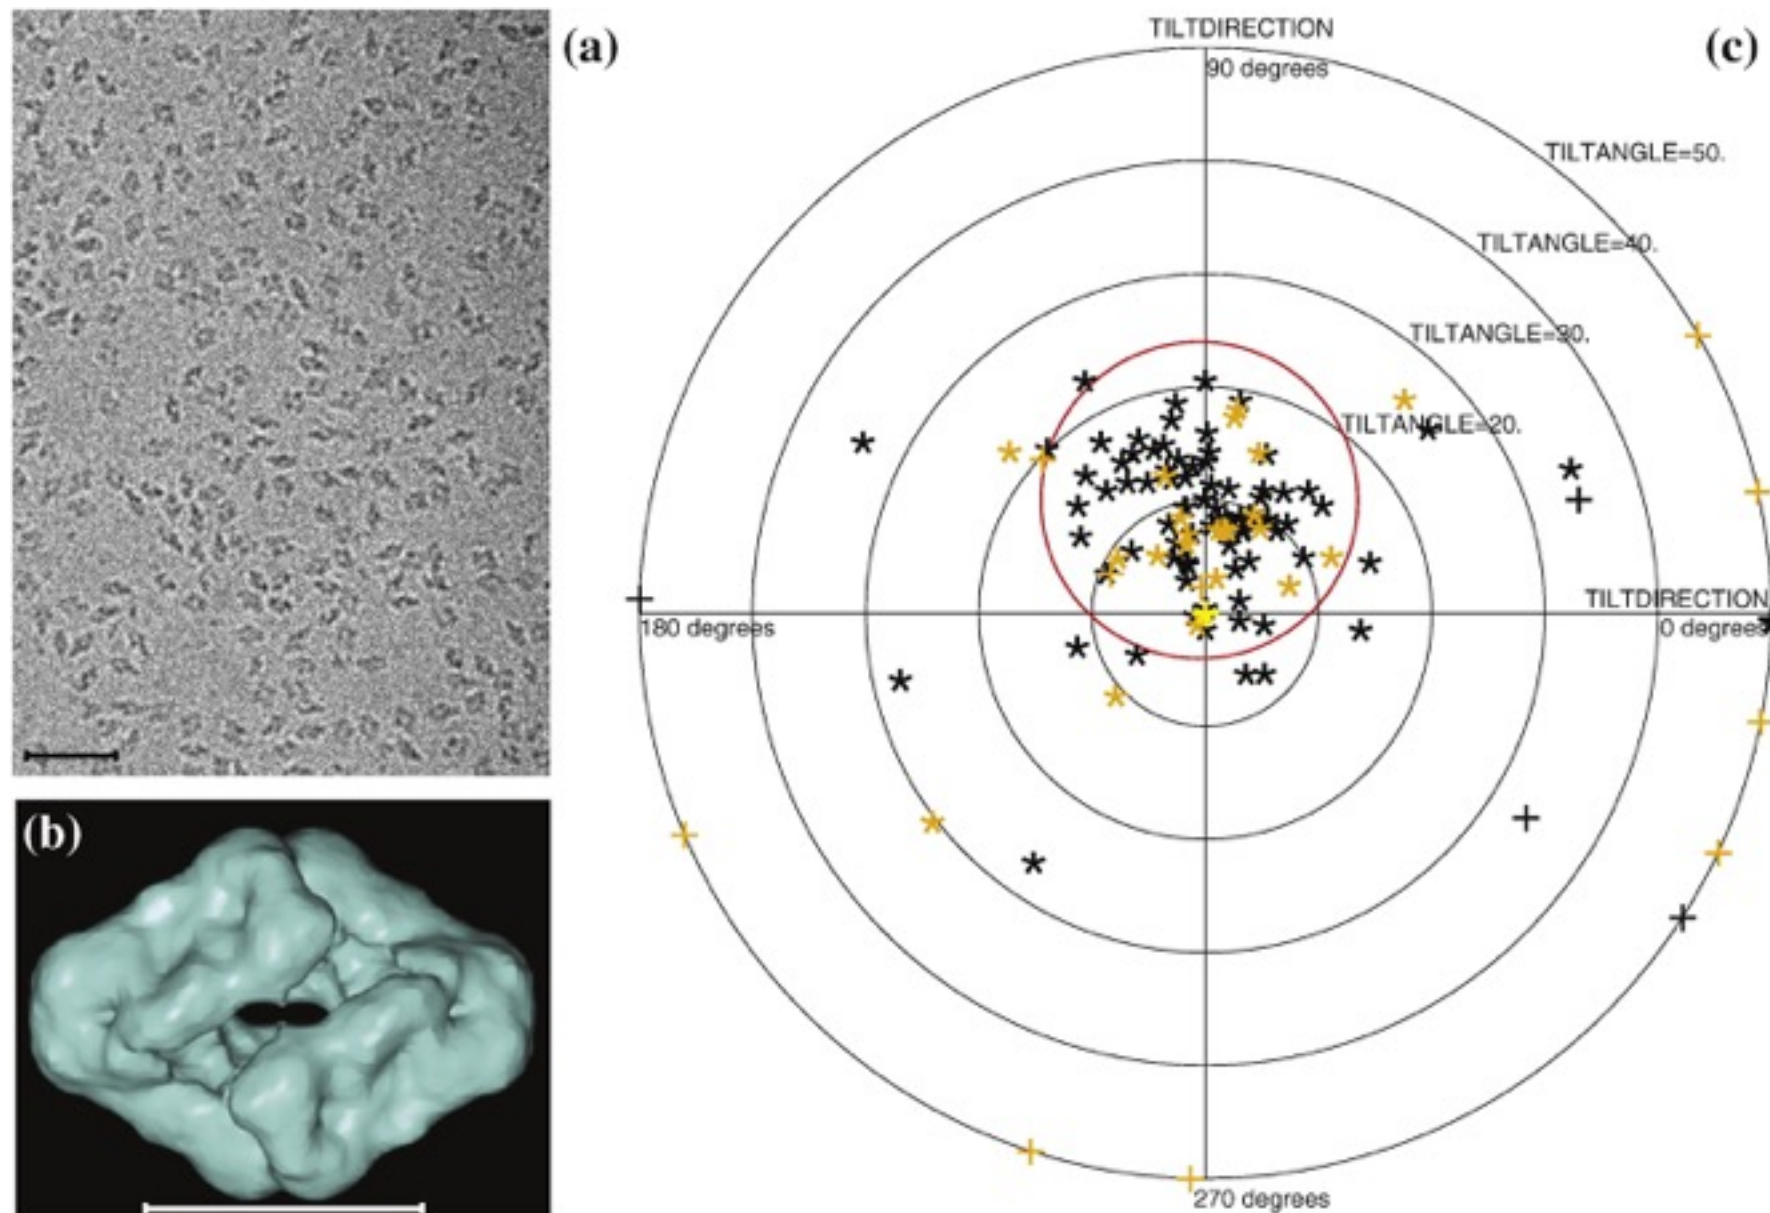 (a)
(b)
(c)
TILTDIRECTION
90 degrees
TILTANGLE=50.
TILTANGLE=40.
TILTANGLE=30.
TILTANGLE=20.
TILTDIRECTION
180 degrees
0 degrees
270 degrees